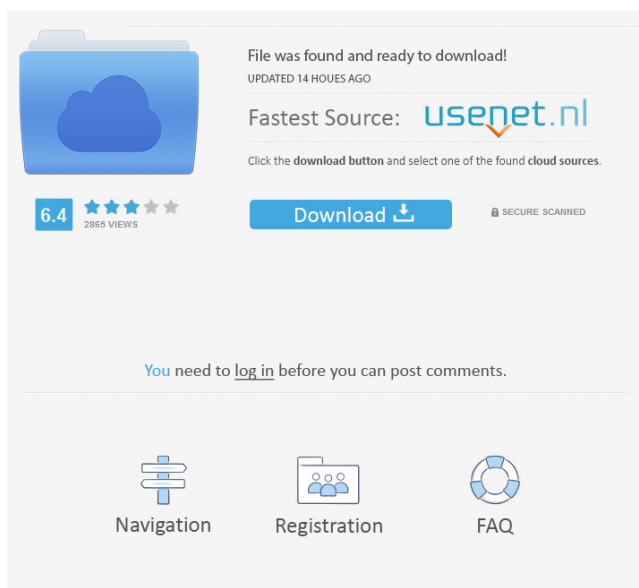 File was found and ready to download!
UPDATED 14 HOUES AGO
Fastest Source: usenet.nl
Click the download button and select one of the found cloud sources.
6.4
2865 VIEWS
Download
SECURE SCANNED
You need to log in before you can post comments.
Navigation
Registration
FAQ